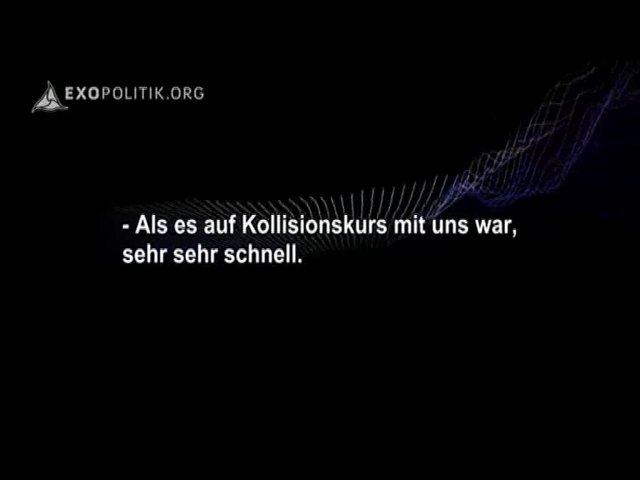 EXOPOLITIK.ORG
- Als es auf Kollisionskurs mit uns war,
sehr sehr schnell.